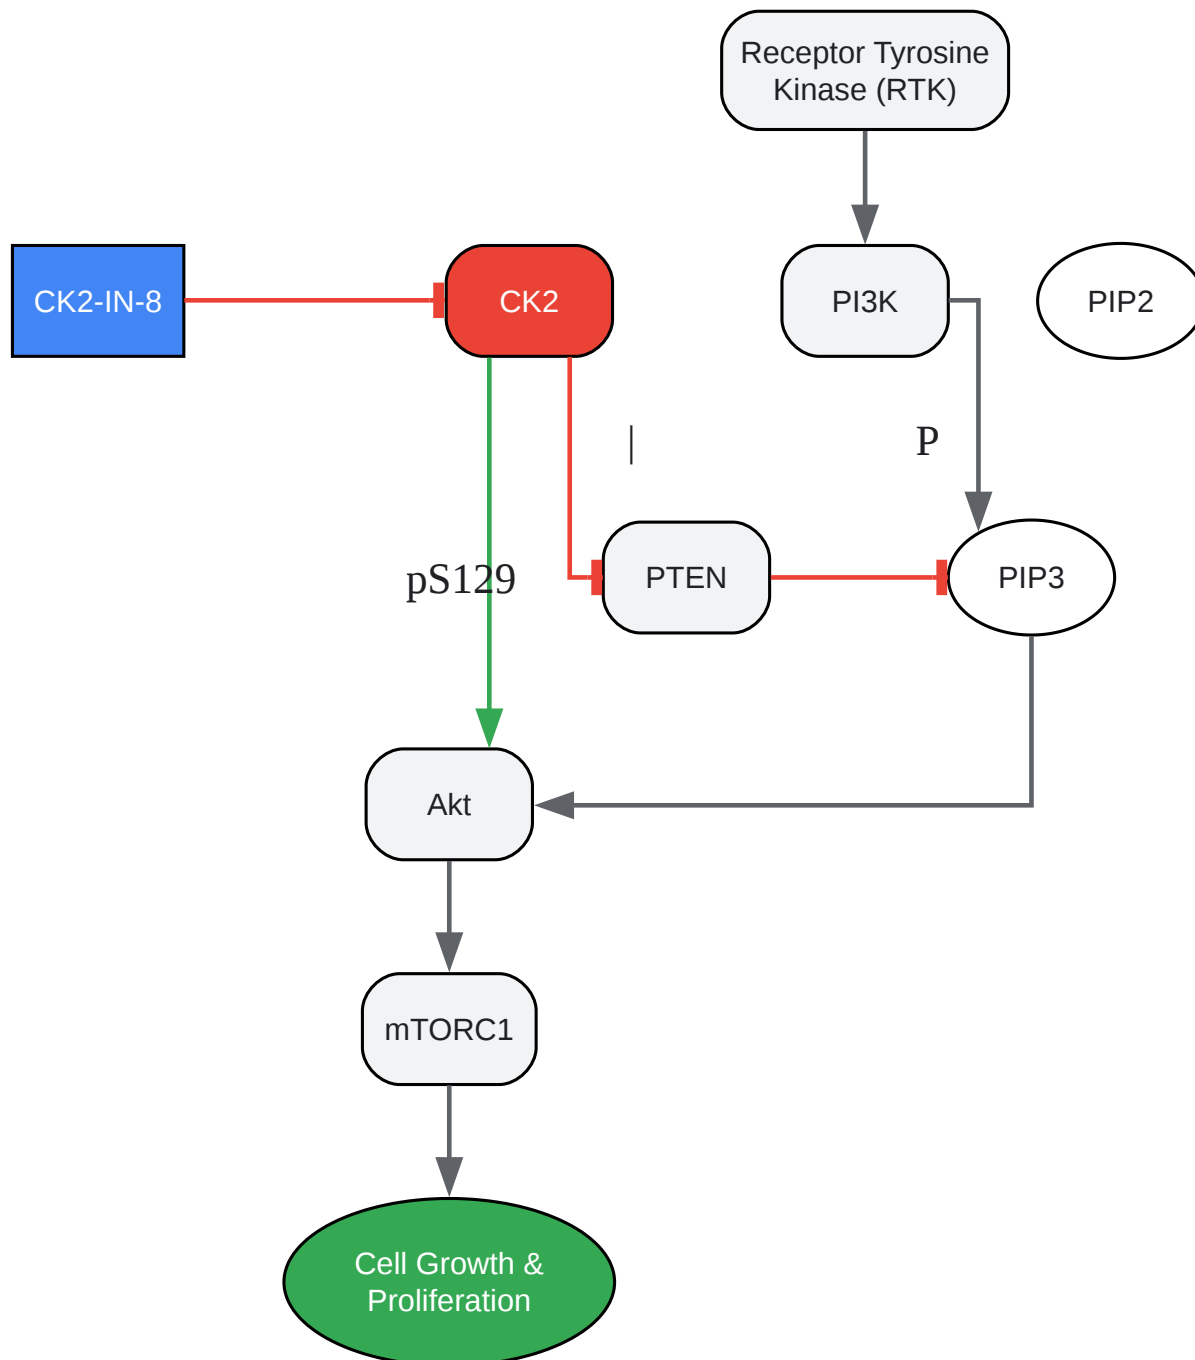 Receptor Tyrosine
Kinase (RTK)
CK2-IN-8
CK2
PI3K
PIP2
|
P
pS129
PTEN
PIP3
Akt
mTORC1
Cell Growth &
Proliferation